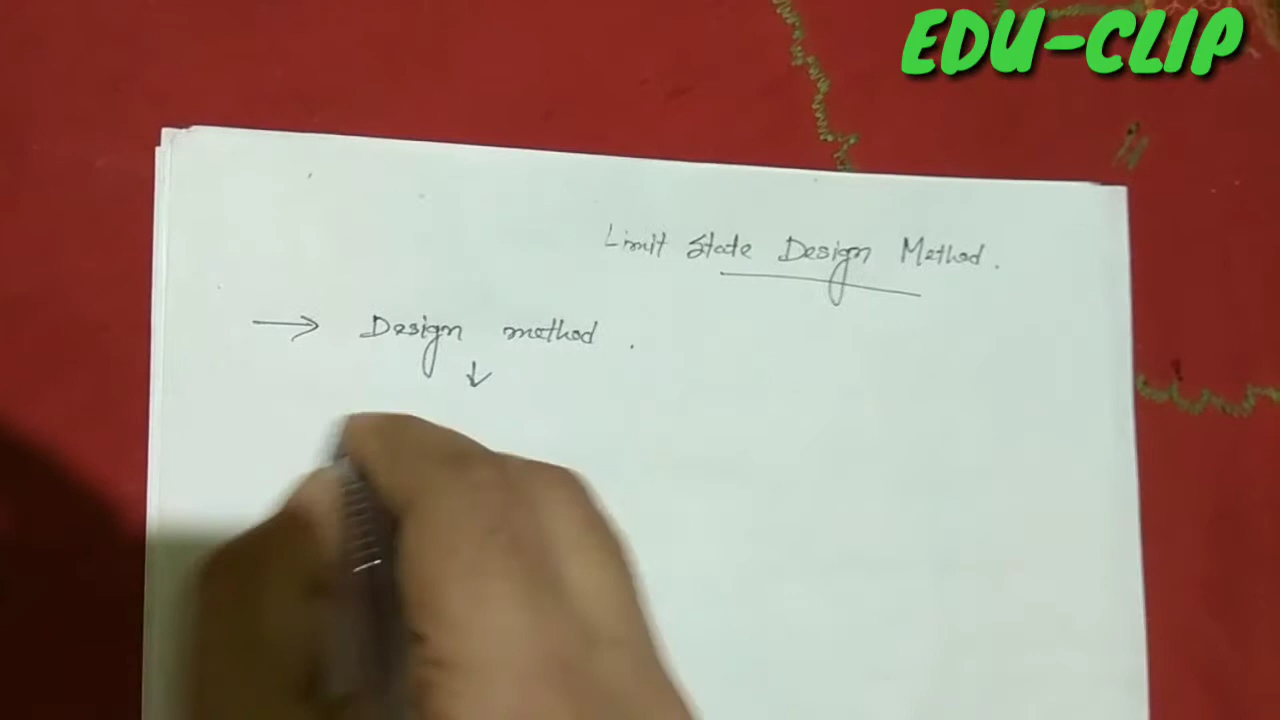 EDU-CLIP
Limit State Design Method.
→ Design method.
↓